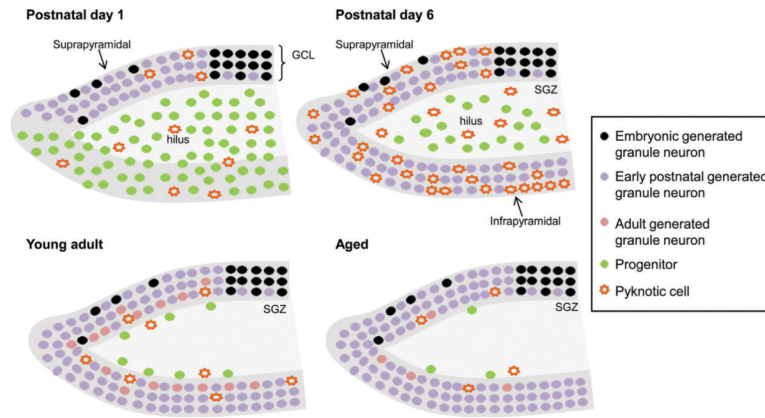 Postnatal day 1
Postnatal day 6
Suprapyramidal
GCL
Suprapyramidal
SGZ
hilus
hilus
Infrapyramidal
Young adult
Aged
SGZ
SGZ
Embryonic generated
granule neuron
Early postnatal generated
granule neuron
Adult generated
granule neuron
Progenitor
Pyknotic cell